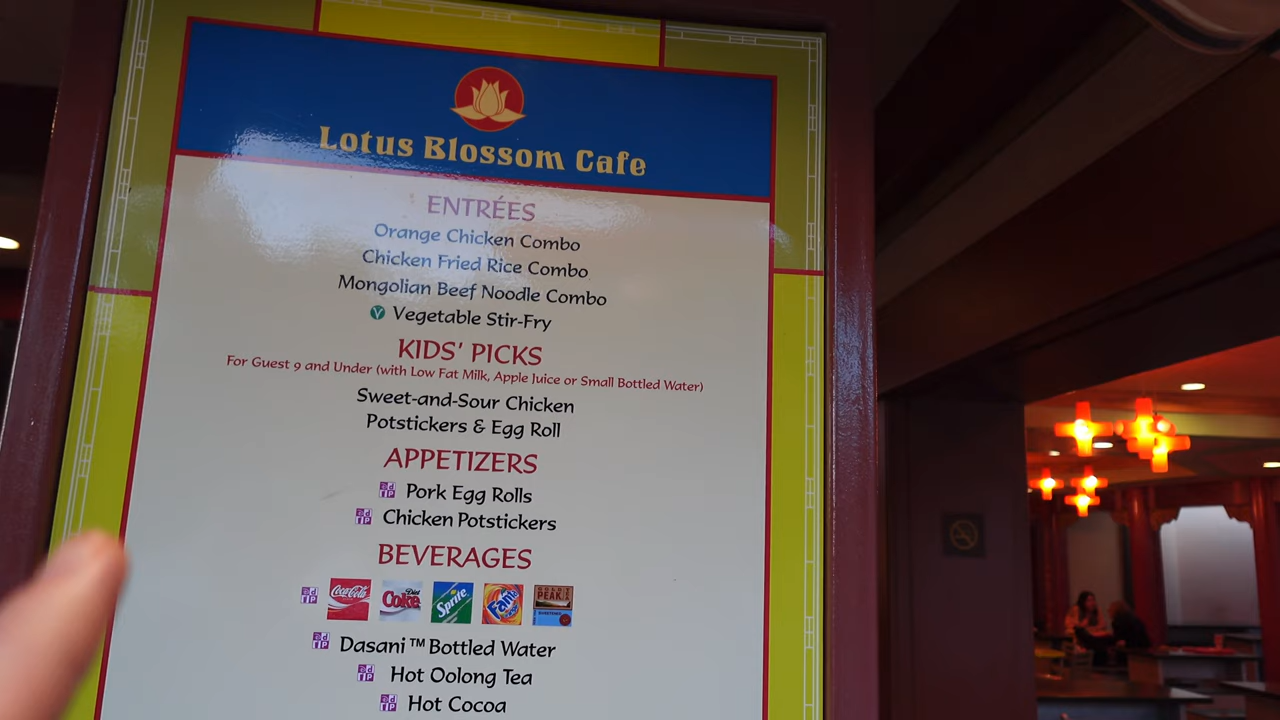 Lotus Blossom Cafe
ENTRÉES
Orange Chicken Combo
Chicken Fried Rice Combo
Mongolian Beef Noodle Combo
V Vegetable Stir-Fry
KIDS' PICKS
For Guest 9 and Under (with Low Fat Milk, Apple Juice or Small Bottled Water)
Sweet-and-Sour Chicken
Potstickers & Egg Roll
APPETIZERS
Pork Egg Rolls
Chicken Potstickers
BEVERAGES
Coca-Cola Diet Coke Sprite Fanta GOLD PEAK
Dasani™ Bottled Water
Hot Oolong Tea
Hot Cocoa